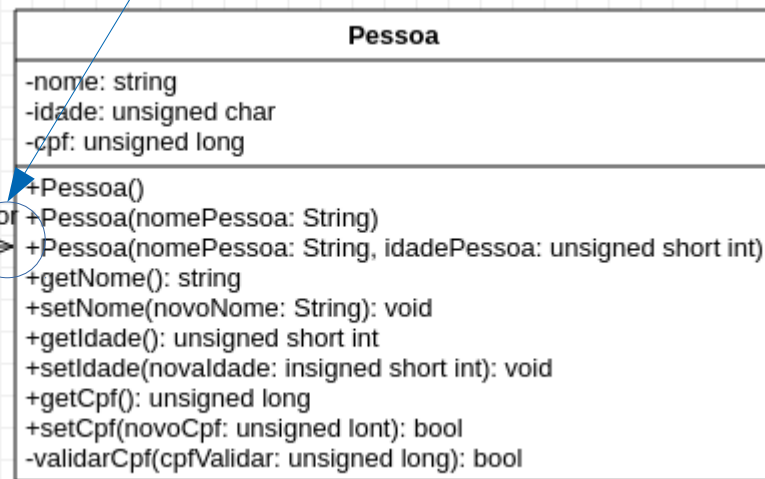 Pessoa
-nome: string
-idade: unsigned char
-cpf: unsigned long
+Pessoa()
or
+Pessoa(nomePessoa: String)
+Pessoa(nomePessoa: String, idadePessoa: unsigned short int)
+getNome(): string
+setNome(novoNome: String): void
+getIdade(): unsigned short int
+setIdade(novaIdade: insigned short int): void
+getCpf(): unsigned long
+setCpf(novoCpf: unsigned lont): bool
-validarCpf(cpfValidar: unsigned long): bool